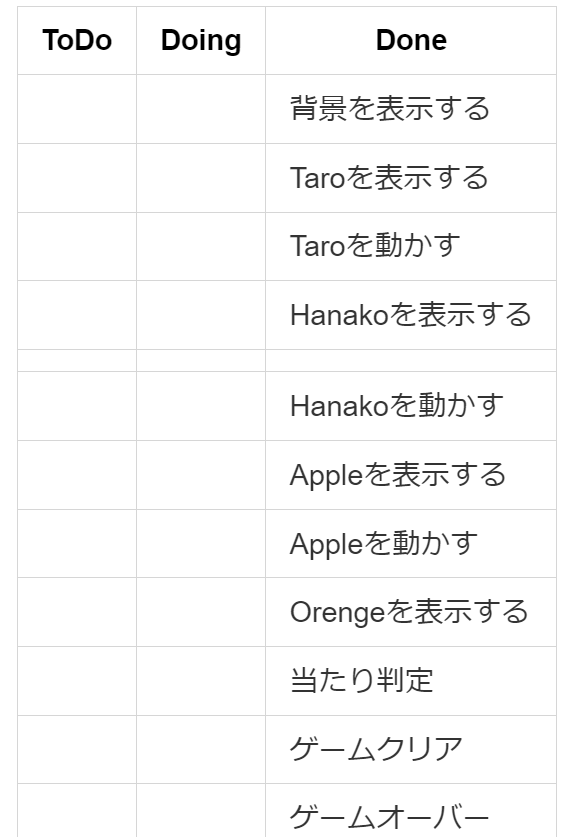 ToDo Doing Done
背景を表示する
Taroを表示する
Taroを動かす
Hanakoを表示する
Hanakoを動かす
Appleを表示する
Appleを動かす
Orengeを表示する
当たり判定
ゲームクリア
ゲームオーバー